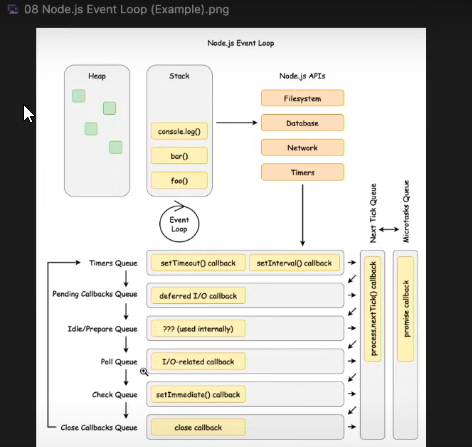 08 Node.js Event Loop (Example).png
Node.js Event Loop
Heap
Stack
Node.js APIs
console.log()
bar()
foo()
Filesystem
Database
Network
Timers
Event
Loop
Next Tick Queue
Microtasks Queue
Timers Queue
setTimeout() callback
setInterval() callback
Pending Callbacks Queue
deferred I/O callback
Idle/Prepare Queue
??? (used internally)
Poll Queue
I/O-related callback
Check Queue
setImmediate() callback
Close Callbacks Queue
close callback
process.nextTick() callback
promise callback